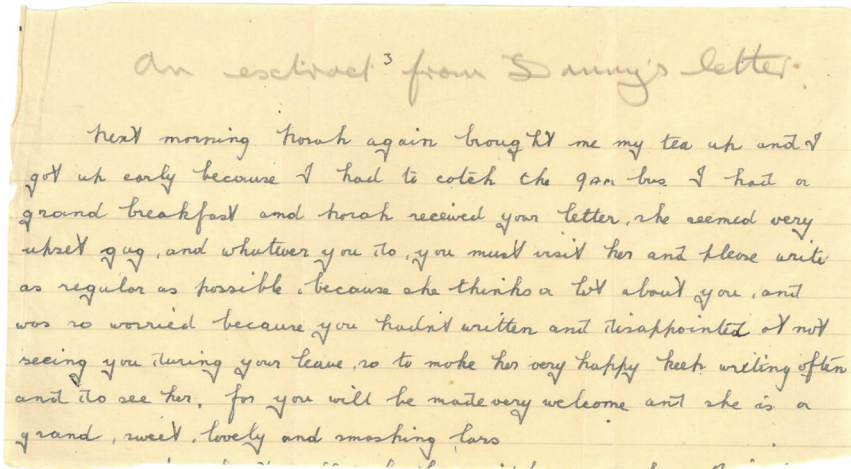 3
An extract from Sunny's letter.
Next morning Norah again brought me my tea up and I
got up early because I had to catch the 9am bus I had a
grand breakfast and Norah received your letter, she seemed very
upset gug, and whatever you do, you must visit her and please write
as regular as possible, because she thinks a lot about you, and
was so worried because you hadn't written and disappointed at not
seeing you during your leave, so to make her very happy keep writing often
and do see her, for you will be made very welcome and she is a
grand, sweet, lovely and smashing lass